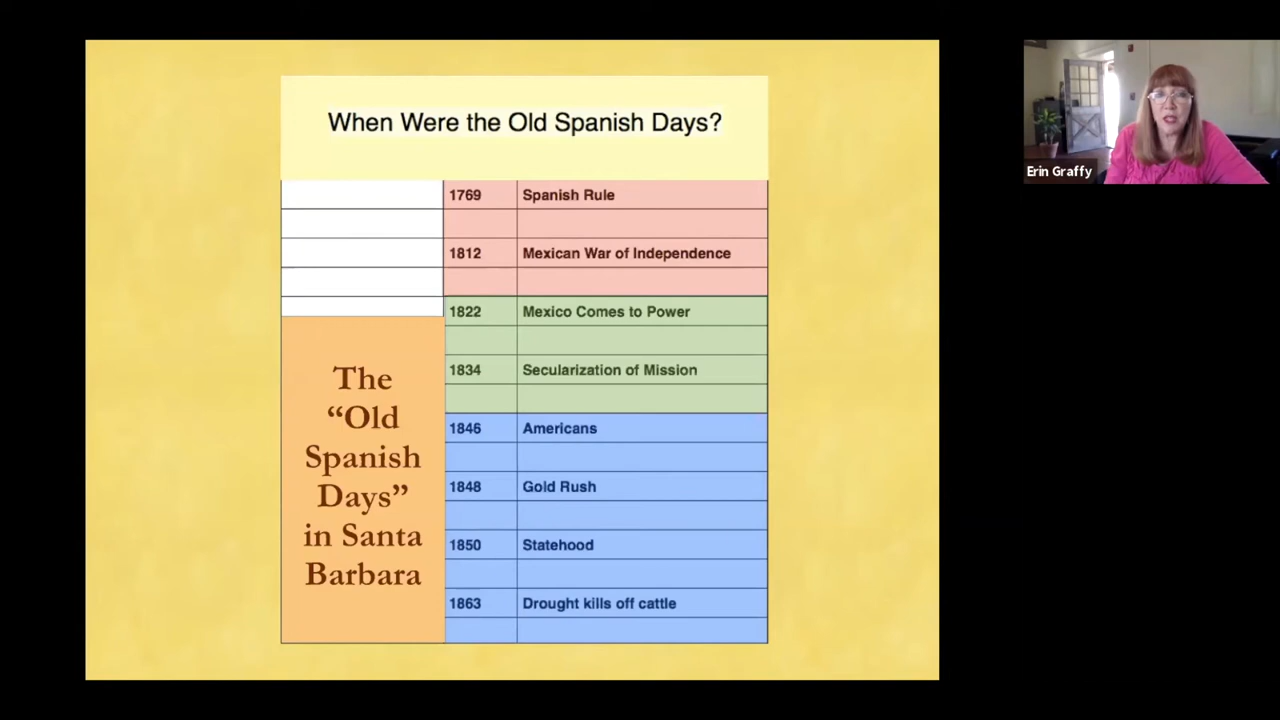 When Were the Old Spanish Days?
1769 Spanish Rule
1812 Mexican War of Independence
1822 Mexico Comes to Power
1834 Secularization of Mission
1846 Americans
1848 Gold Rush
1850 Statehood
1863 Drought kills off cattle
The
“Old
Spanish
Days”
in Santa
Barbara
Erin Graffy